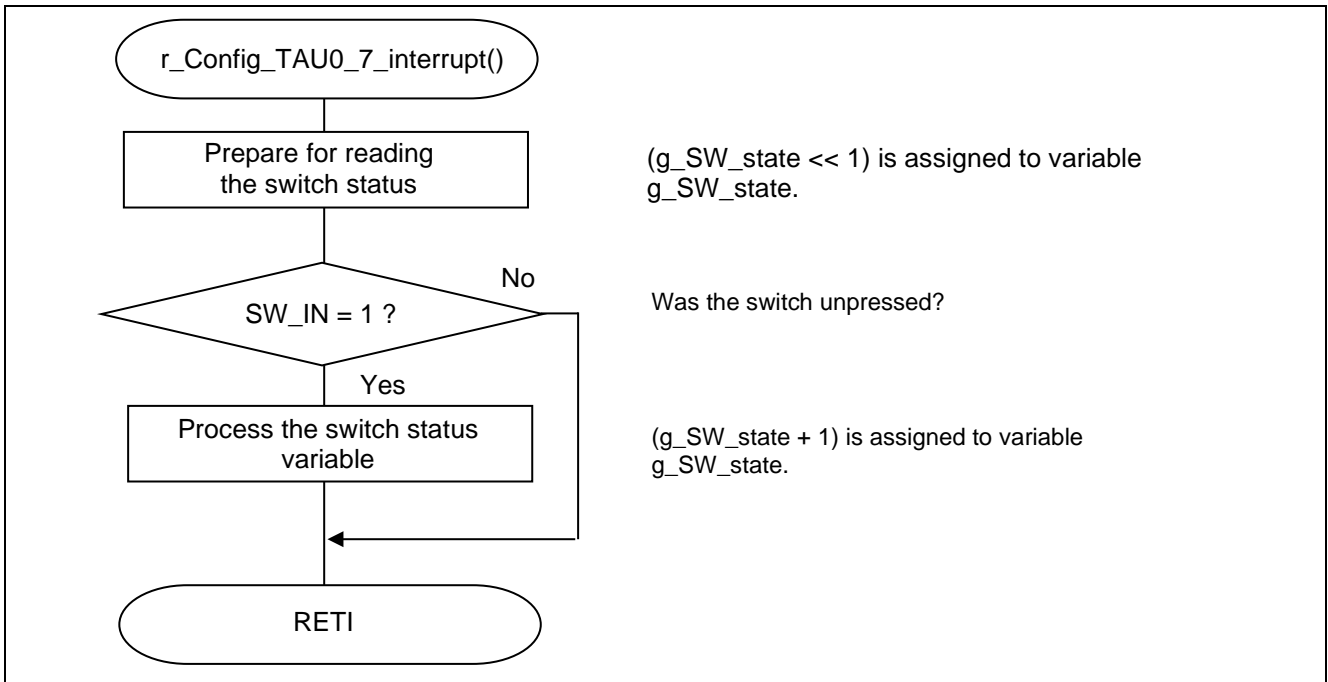 r_Config_TAU0_7_interrupt()
Prepare for reading
the switch status
(g_SW_state << 1) is assigned to variable
g_SW_state.
No
SW_IN = 1 ?
Was the switch unpressed?
Yes
Process the switch status
variable
(g_SW_state + 1) is assigned to variable
g_SW_state.
RETI